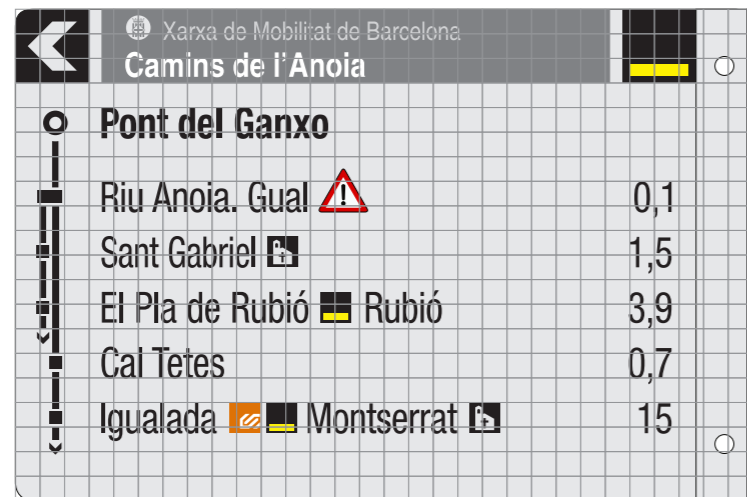 Xarxa de Mobilitat de Barcelona
Camins de l'Anoia
Pont del Ganxo
Riu Anoia. Gual 0,1
Sant Gabriel 1,5
El Pla de Rubió Rubió 3,9
Cal Tetes 0,7
Igualada Montserrat 15